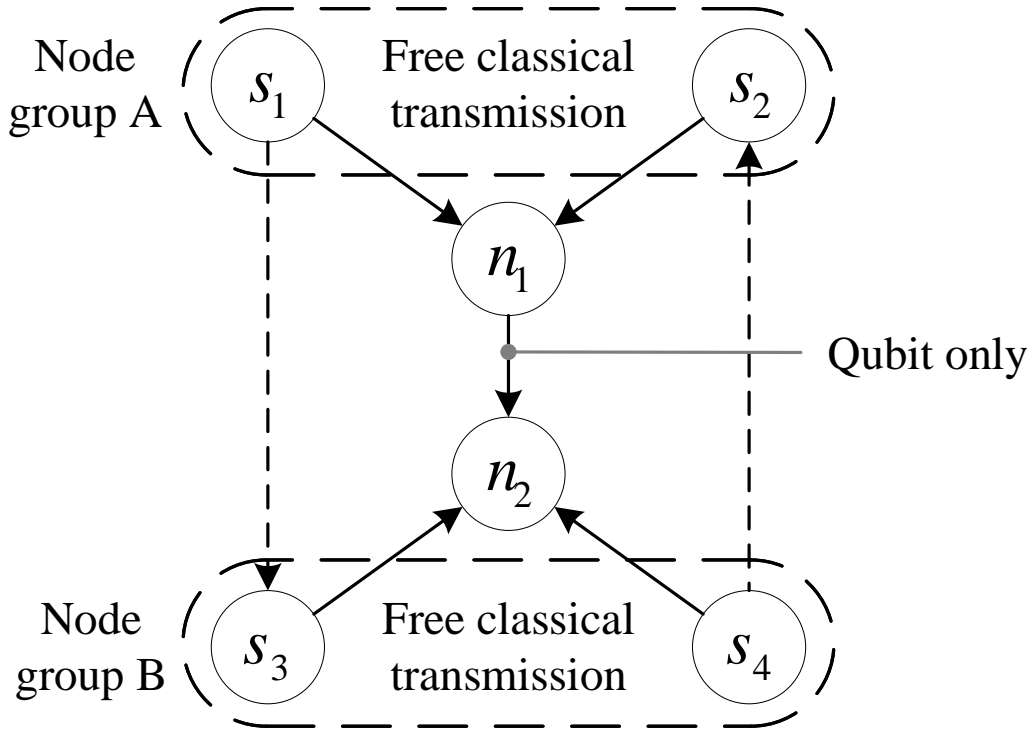 Node
group A
s₁
Free classical
transmission
s₂
n₁
Qubit only
n₂
Node
group B
s₃
Free classical
transmission
s₄